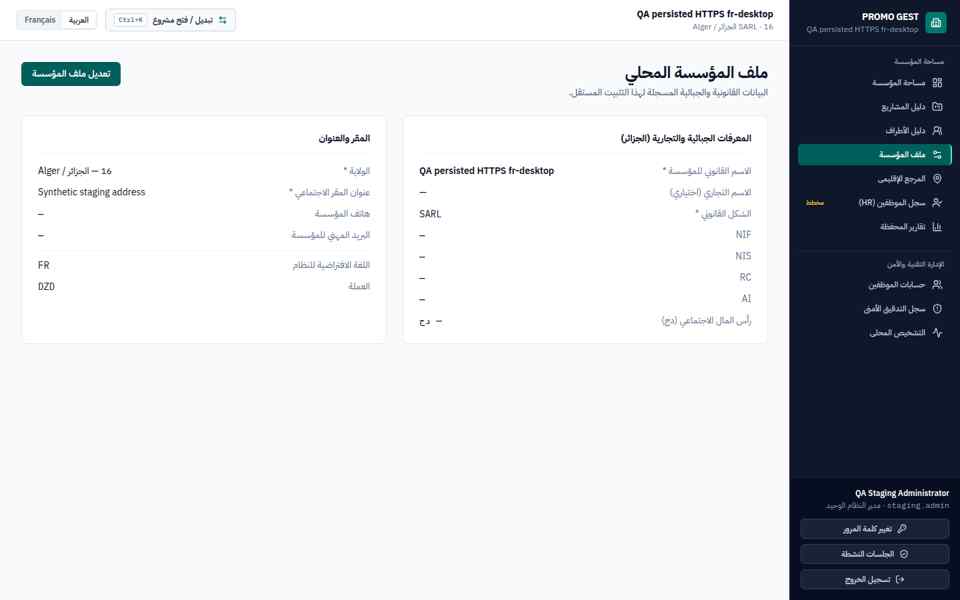 PROMO GEST
QA persisted HTTPS fr-desktop
مساحة المؤسسة
مساحة المؤسسة
دليل المشاريع
دليل الأطراف
ملف المؤسسة
المرجع الإقليمي
سجل الموظفين (HR)
تقارير المحفظة
الإدارة التقنية والأمن
حسابات الموظفين
سجل التدقيق الأمني
التشخيص المحلي
QA Staging Administrator
staging.admin · مدير النظام الوحيد
تغيير كلمة المرور
الجلسات النشطة
تسجيل الخروج
QA persisted HTTPS fr-desktop
SARL · 16 الجزائر / Alger
تبديل / فتح مشروع Ctrl+K
العربية
Français
ملف المؤسسة المحلي
البيانات القانونية والجبائية المسجلة لهذا التثبيت المستقل.
تعديل ملف المؤسسة
المعرفات الجبائية والتجارية (الجزائر)
الاسم القانوني للمؤسسة * QA persisted HTTPS fr-desktop
الاسم التجاري (اختياري) —
الشكل القانوني * SARL
NIF —
NIS —
RC —
AI —
رأس المال الاجتماعي (دج) — دج
المقر والعنوان
الولاية * 16 — الجزائر / Alger
عنوان المقر الاجتماعي * Synthetic staging address
هاتف المؤسسة —
البريد المهني للمؤسسة —
اللغة الافتراضية للنظام FR
العملة DZD